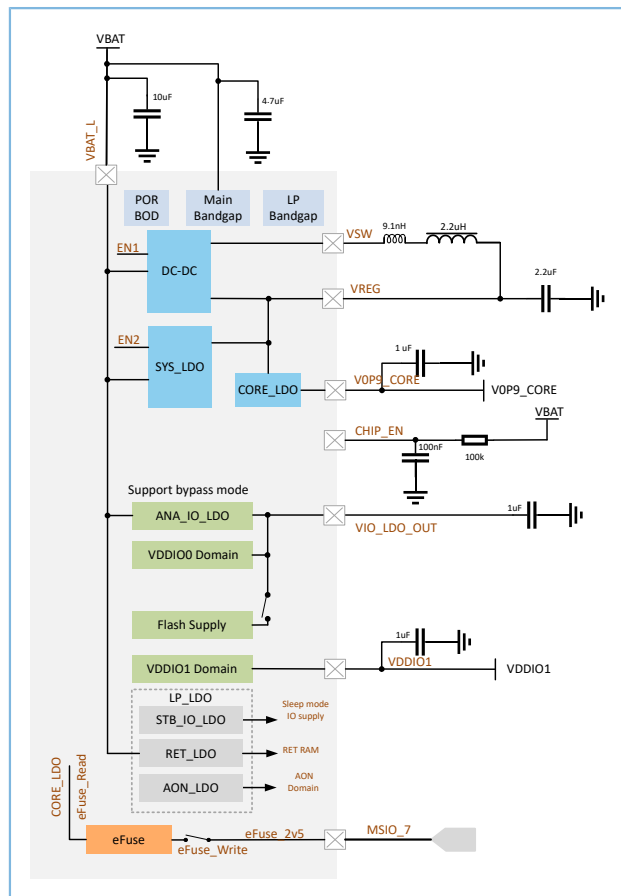 VBAT
10uF
4.7uF
VBAT_L
POR
BOD
Main
Bandgap
LP
Bandgap
VSW
9.1nH
2.2uH
EN1
DC-DC
VREG
2.2uF
EN2
SYS_LDO
1 uF
CORE_LDO
V0P9_CORE
V0P9_CORE
VBAT
CHIP_EN
100nF
100k
Support bypass mode
ANA_IO_LDO
1uF
VIO_LDO_OUT
VDDIO0 Domain
Flash Supply
1uF
VDDIO1 Domain
VDDIO1
VDDIO1
LP_LDO
STB_IO_LDO
Sleep mode
IO supply
RET_LDO
RET RAM
AON_LDO
AON
Domain
CORE_LDO
eFuse_Read
eFuse
eFuse_Write
eFuse_2v5
MSIO_7